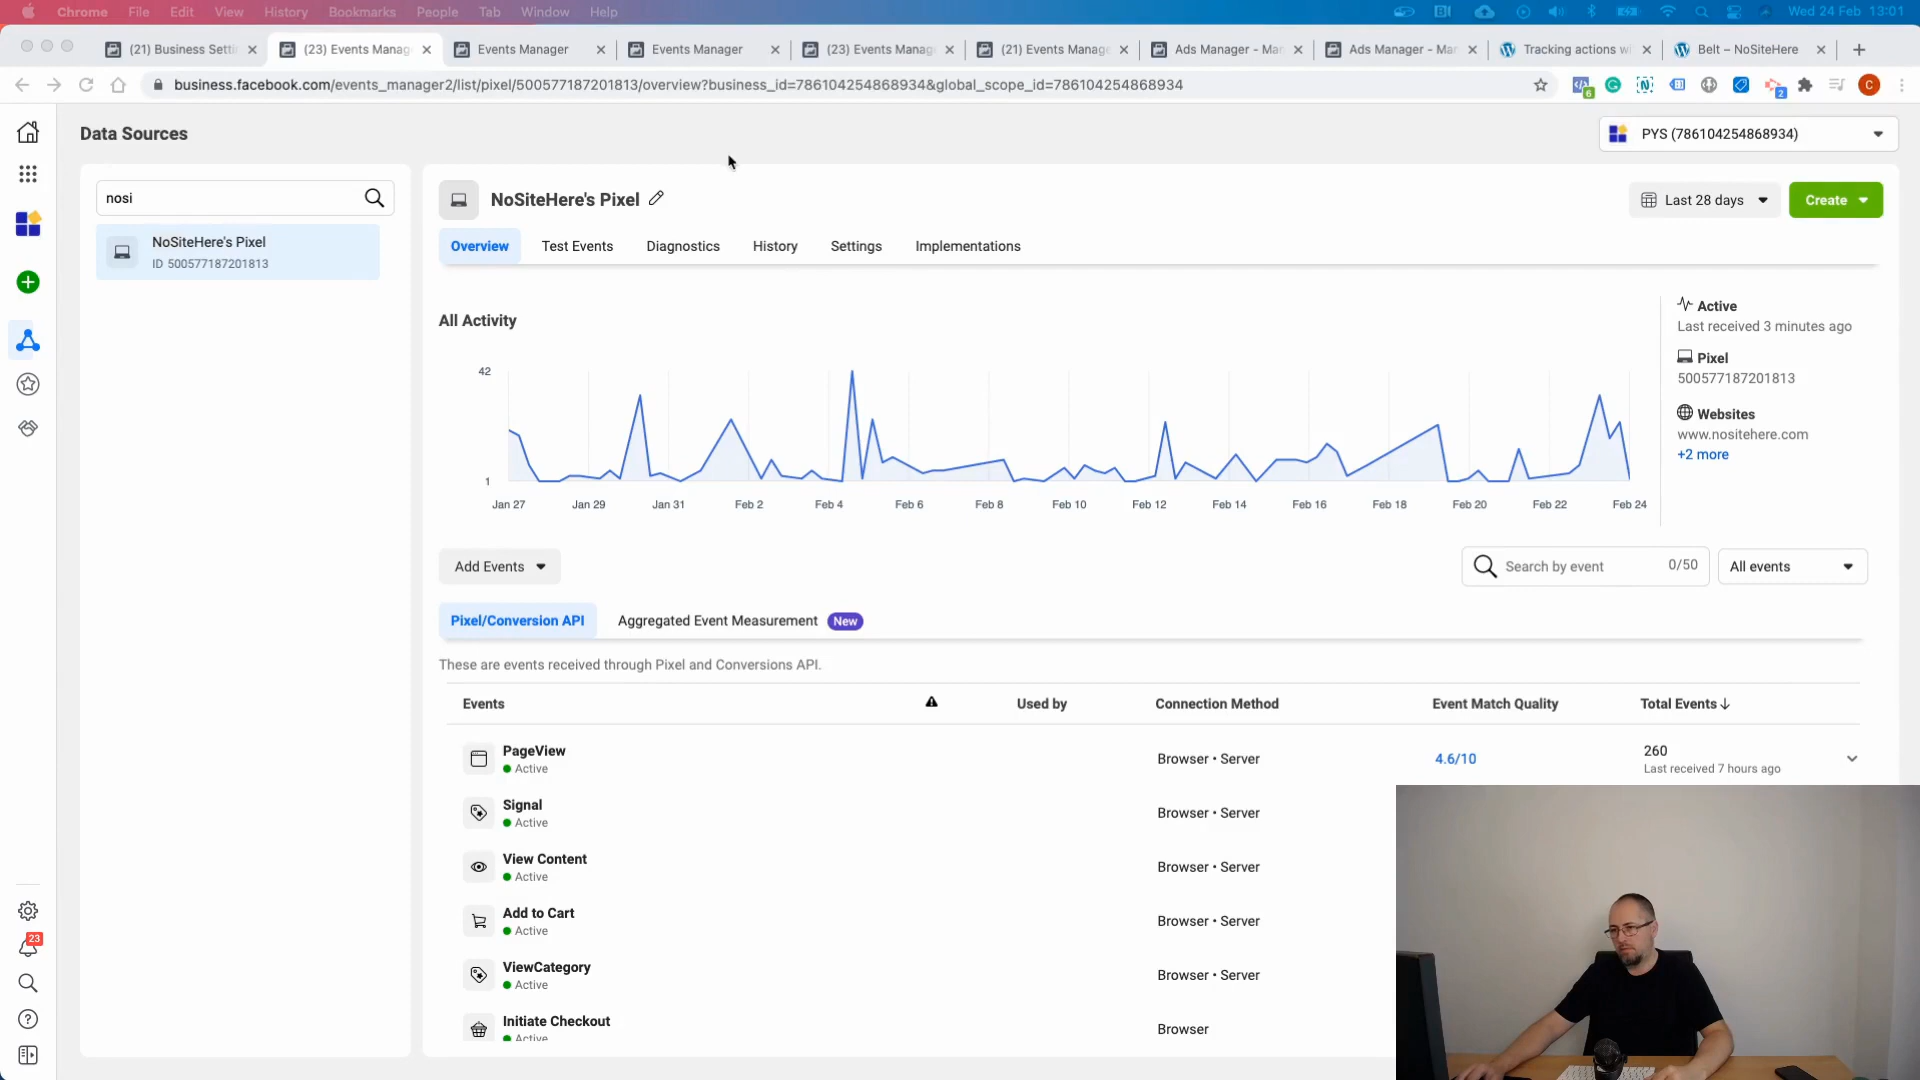 Chrome File Edit View History Bookmarks People Tab Window Help Wed 24 Feb 13:01
(21) Business Setti (23) Events Manag Events Manager Events Manager (23) Events Manag (21) Events Manage Ads Manager - Man Ads Manager - Ma Tracking actions wi Belt – NoSiteHere
business.facebook.com/events_manager2/list/pixel/500577187201813/overview?business_id=786104254868934&global_scope_id=786104254868934
6
2
C
Data Sources
PYS (786104254868934)
nosi
NoSiteHere's Pixel
ID 500577187201813
NoSiteHere's Pixel
Last 28 days
Create
Overview Test Events Diagnostics History Settings Implementations
All Activity
42
1
Jan 27 Jan 29 Jan 31 Feb 2 Feb 4 Feb 6 Feb 8 Feb 10 Feb 12 Feb 14 Feb 16 Feb 18 Feb 20 Feb 22 Feb 24
Active
Last received 3 minutes ago
Pixel
500577187201813
Websites
www.nositehere.com
+2 more
Add Events
Search by event 0/50
All events
Pixel/Conversion API Aggregated Event Measurement New
These are events received through Pixel and Conversions API.
Events Used by Connection Method Event Match Quality Total Events
PageView
Active
Browser • Server
4.6/10
260
Last received 7 hours ago
Signal
Active
Browser • Server
View Content
Active
Browser • Server
Add to Cart
Active
Browser • Server
ViewCategory
Active
Browser • Server
Initiate Checkout
Active
Browser
23